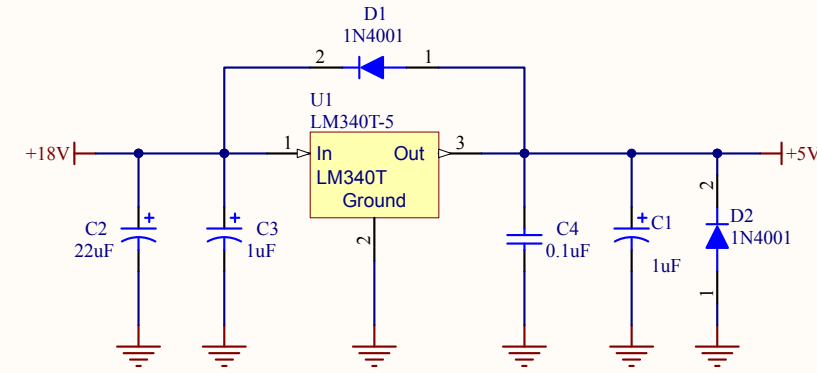 D1
1N4001
2
1
U1
LM340T-5
+18V
1
In
Out
3
+5V
LM340T
Ground
2
C2
22uF
C3
1uF
C4
0.1uF
C1
1uF
2
D2
1N4001
1